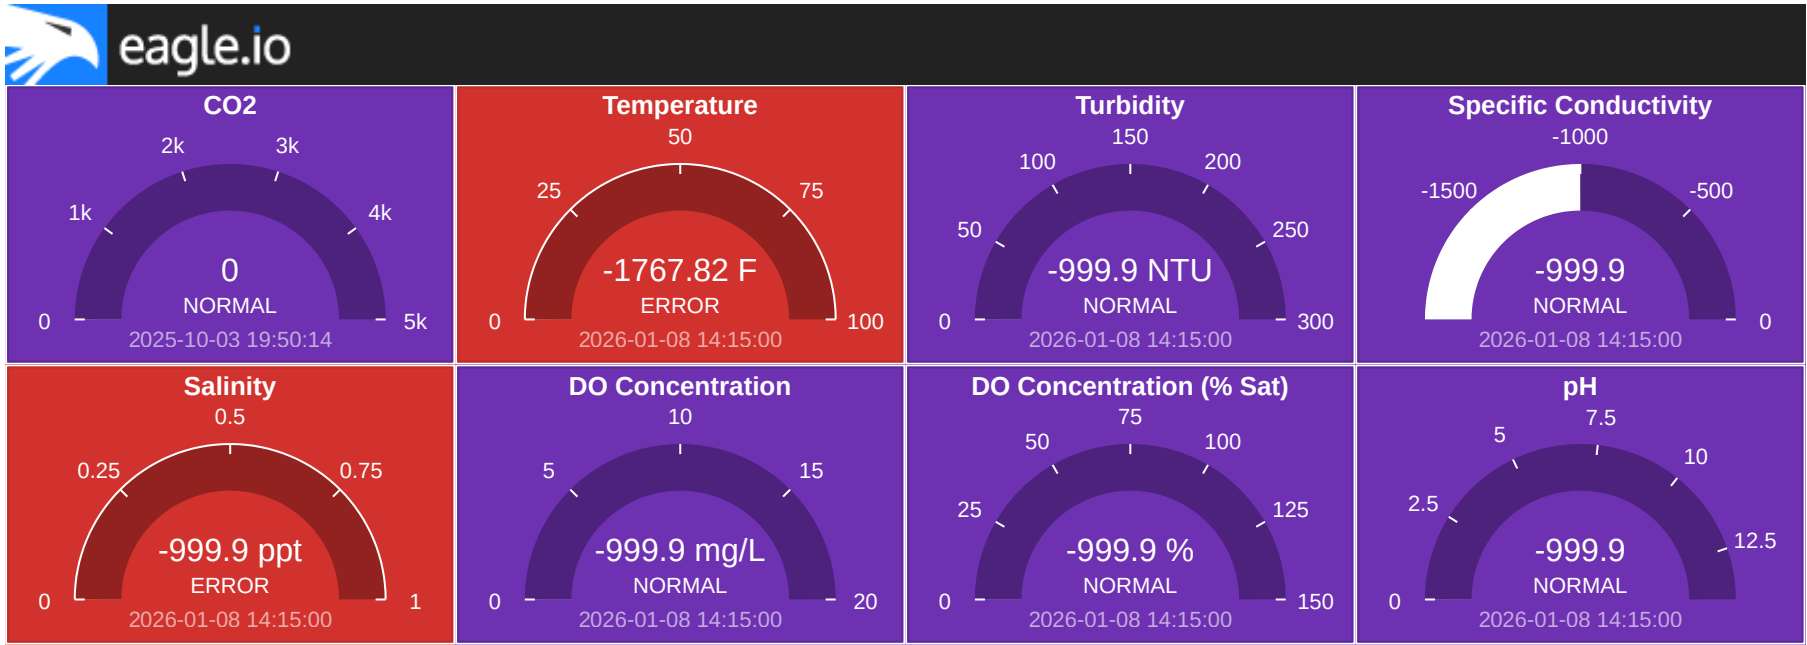 eagle.io
CO2
2k 3k
1k 4k
0 5k
0
NORMAL
2025-10-03 19:50:14
Temperature
50
25 75
0 100
-1767.82 F
ERROR
2026-01-08 14:15:00
Turbidity
150
100 200
50 250
0 300
-999.9 NTU
NORMAL
2026-01-08 14:15:00
Specific Conductivity
-1000
-1500 -500
0
-999.9
NORMAL
2026-01-08 14:15:00
Salinity
0.5
0.25 0.75
0 1
-999.9 ppt
ERROR
2026-01-08 14:15:00
DO Concentration
10
5 15
0 20
-999.9 mg/L
NORMAL
2026-01-08 14:15:00
DO Concentration (% Sat)
75
50 100
25 125
0 150
-999.9 %
NORMAL
2026-01-08 14:15:00
pH
7.5
5 10
2.5 12.5
0
-999.9
NORMAL
2026-01-08 14:15:00